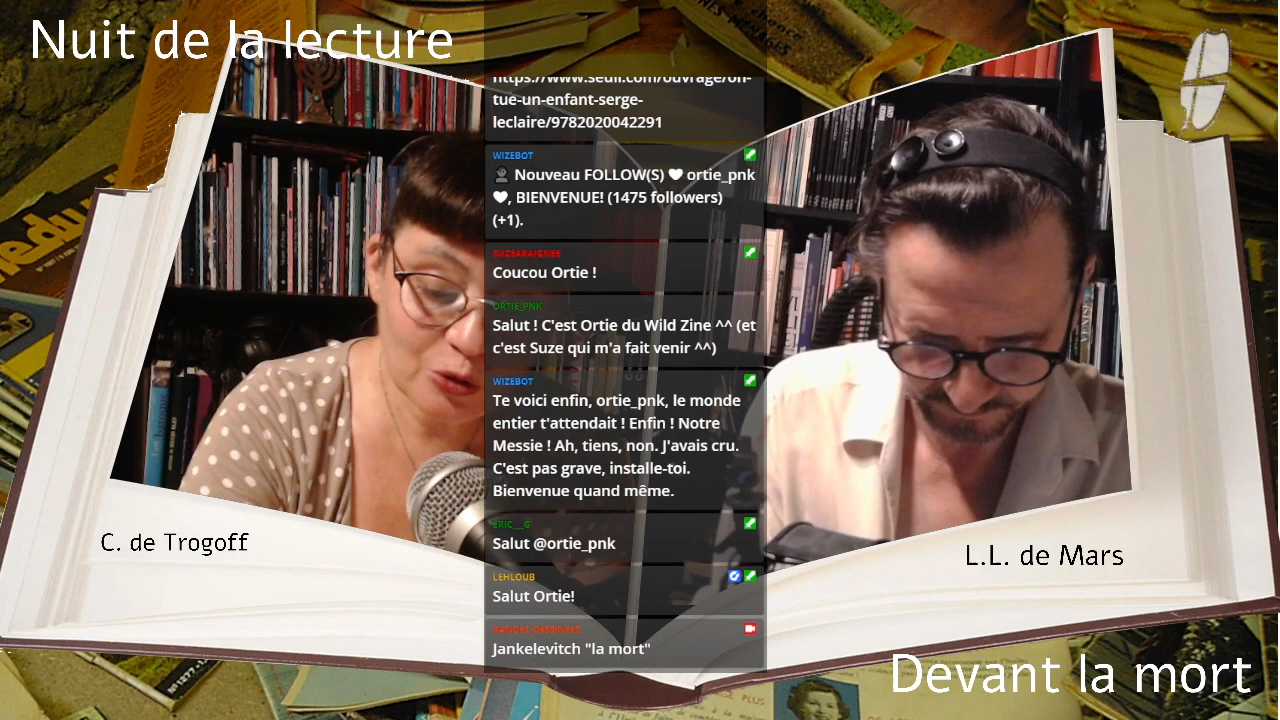 Nuit de la lecture
https://www.seuil.com/ouvrage/on-
tue-un-enfant-serge-
leclaire/9782020042291
WIZEBOT
Nouveau FOLLOW(S) ❤ ortie_pnk
❤, BIENVENUE! (1475 followers)
(+1).
SUZEARAIGNEE
Coucou Ortie !
ORTIE_PNK
Salut ! C'est Ortie du Wild Zine ^^ (et
c'est Suze qui m'a fait venir ^^)
WIZEBOT
Te voici enfin, ortie_pnk, le monde
entier t'attendait ! Enfin ! Notre
Messie ! Ah, tiens, non. J'avais cru.
C'est pas grave, installe-toi.
Bienvenue quand même.
ERIC__G
Salut @ortie_pnk
LEHLOUB
Salut Ortie!
BANDES_DESSINEES
Jankelevitch "la mort"
C. de Trogoff
L.L. de Mars
Devant la mort